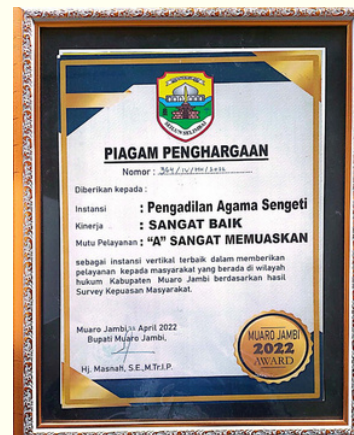 PIAGAM PENGHARGAAN
Nomor :
Diberikan kepada :
Instansi : Pengadilan Agama Sengeti
Kinerja : SANGAT BAIK
Mutu Pelayanan : “A” SANGAT MEMUASKAN
sebagai instansi vertikal terbaik dalam memberikan
pelayanan kepada masyarakat yang berada di wilayah
hukum Kabupaten Muaro Jambi berdasarkan hasil
Survey Kepuasan Masyarakat.
Muaro Jambi, April 2022
Bupati Muaro Jambi,
Hj. Masnah, S.E.,M.Tr.I.P.
MUARO JAMBI
2022
AWARD